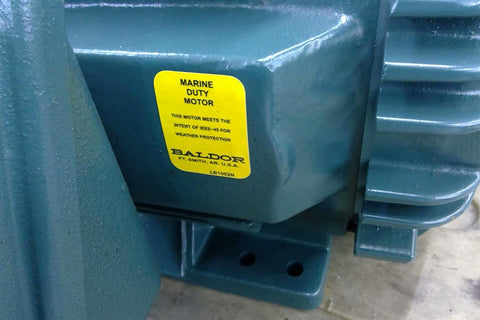 MARINE
DUTY
MOTOR
THIS MOTOR MEETS THE
INTENT OF IEEE-45 FOR
WEATHER PROTECTION
BALDOR
FT. SMITH, AR. U.S.A.
LB1002N